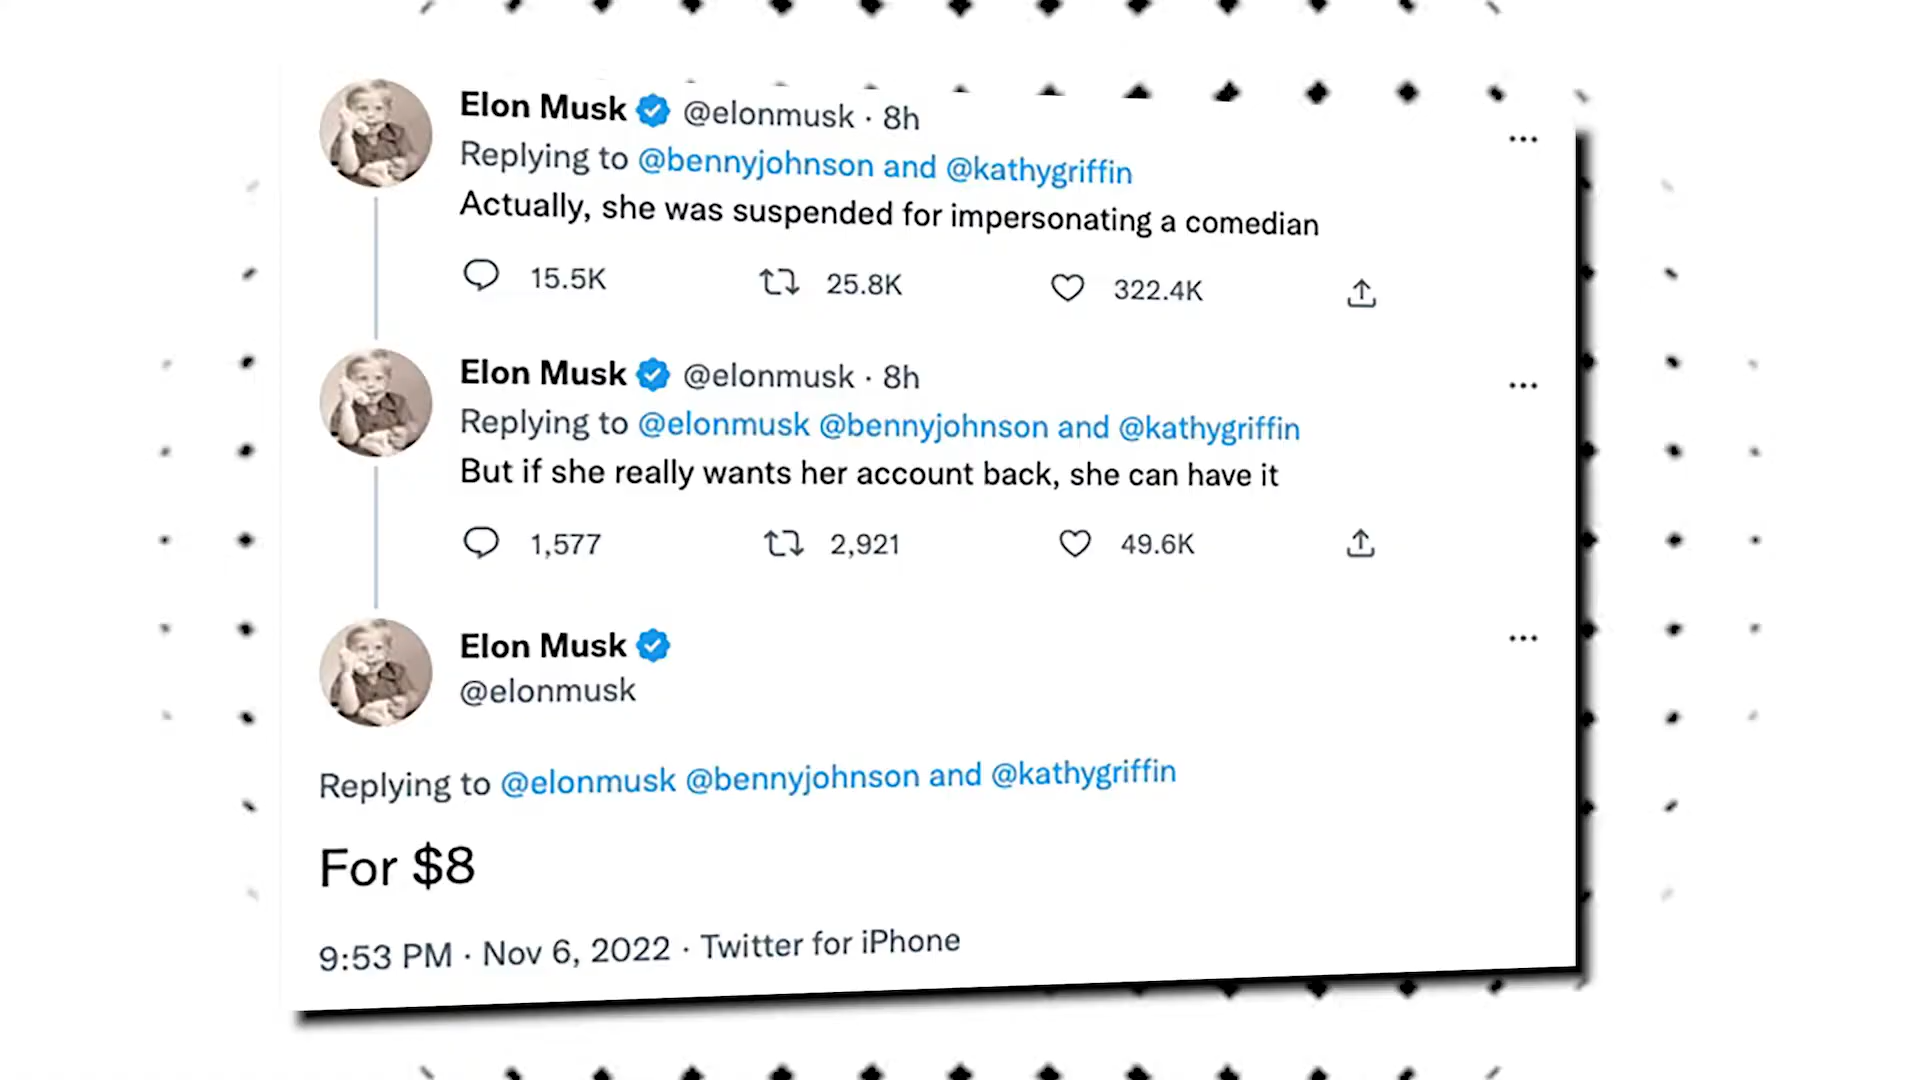 Elon Musk @elonmusk · 8h
Replying to @bennyjohnson and @kathygriffin
Actually, she was suspended for impersonating a comedian
15.5K 25.8K 322.4K
Elon Musk @elonmusk · 8h
Replying to @elonmusk @bennyjohnson and @kathygriffin
But if she really wants her account back, she can have it
1,577 2,921 49.6K
Elon Musk
@elonmusk
Replying to @elonmusk @bennyjohnson and @kathygriffin
For $8
9:53 PM · Nov 6, 2022 · Twitter for iPhone